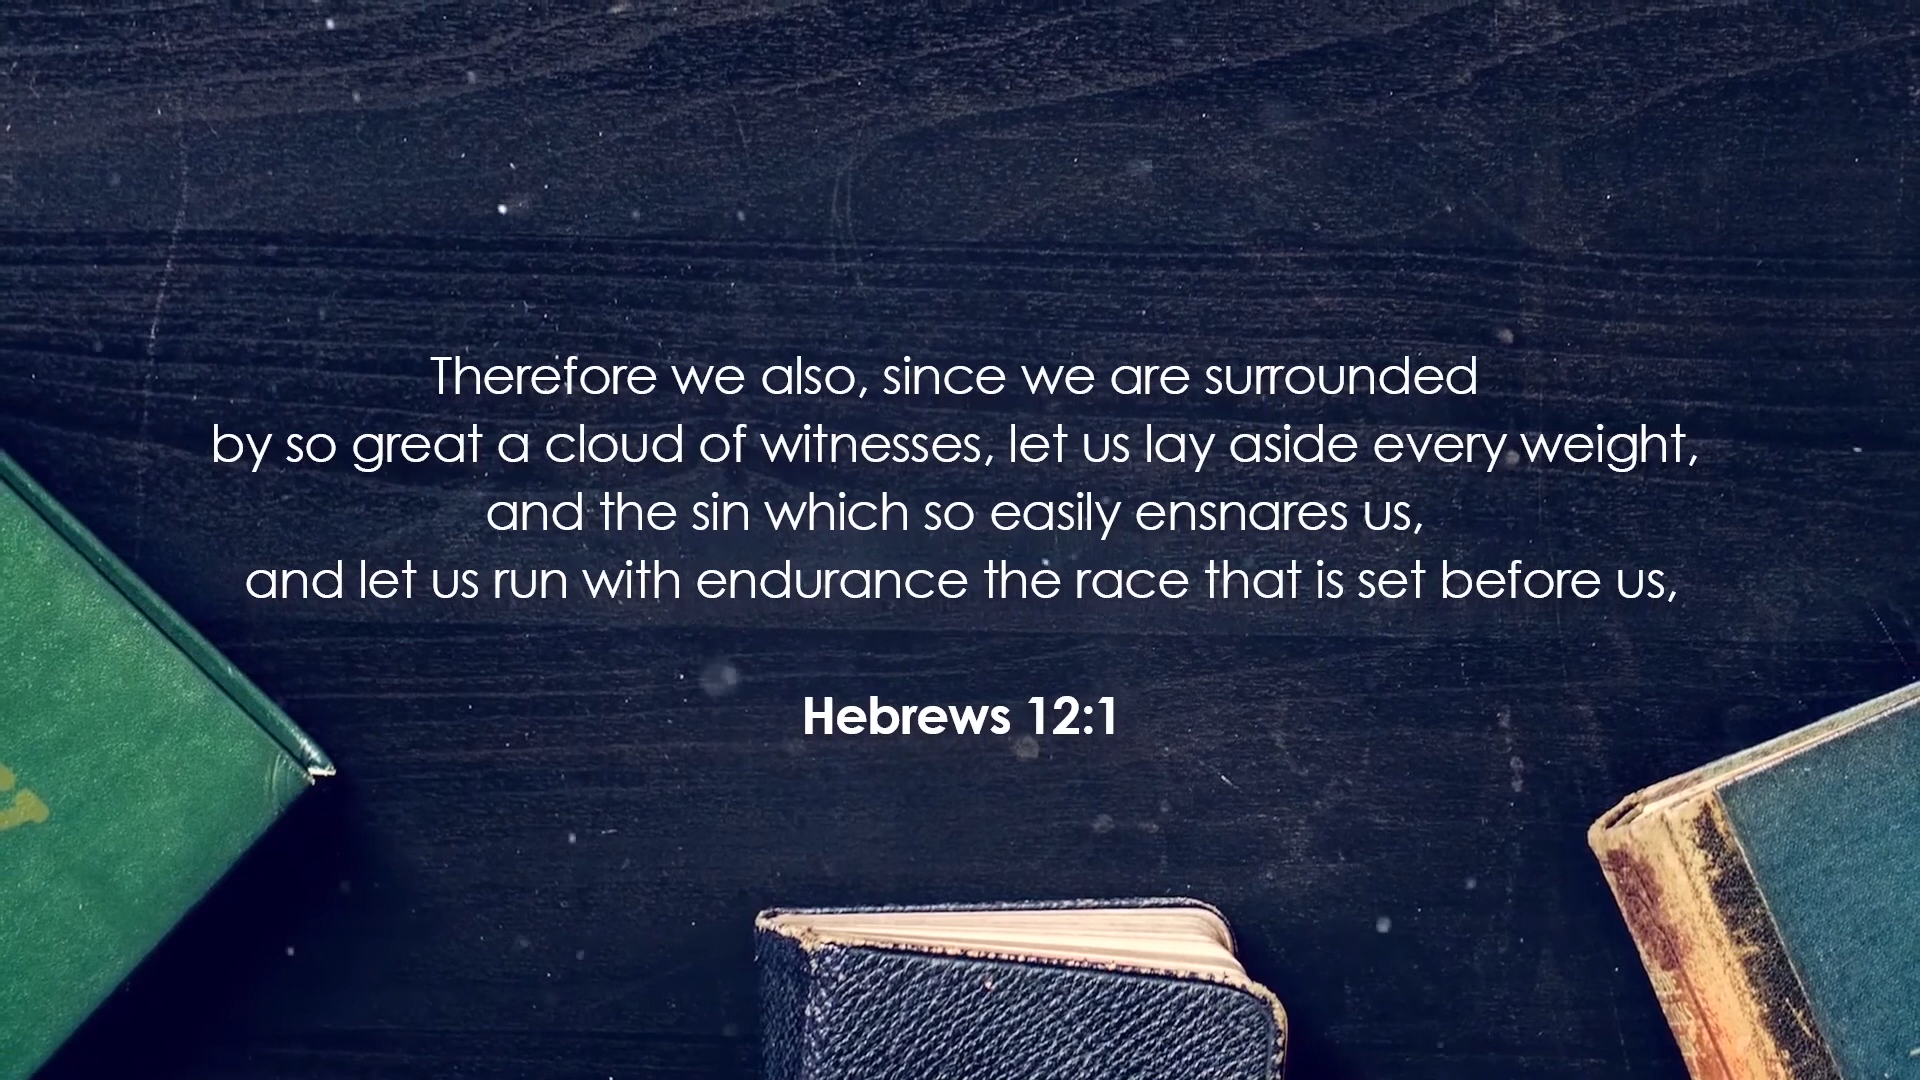 Therefore we also, since we are surrounded
by so great a cloud of witnesses, let us lay aside every weight,
and the sin which so easily ensnares us,
and let us run with endurance the race that is set before us,
Hebrews 12:1